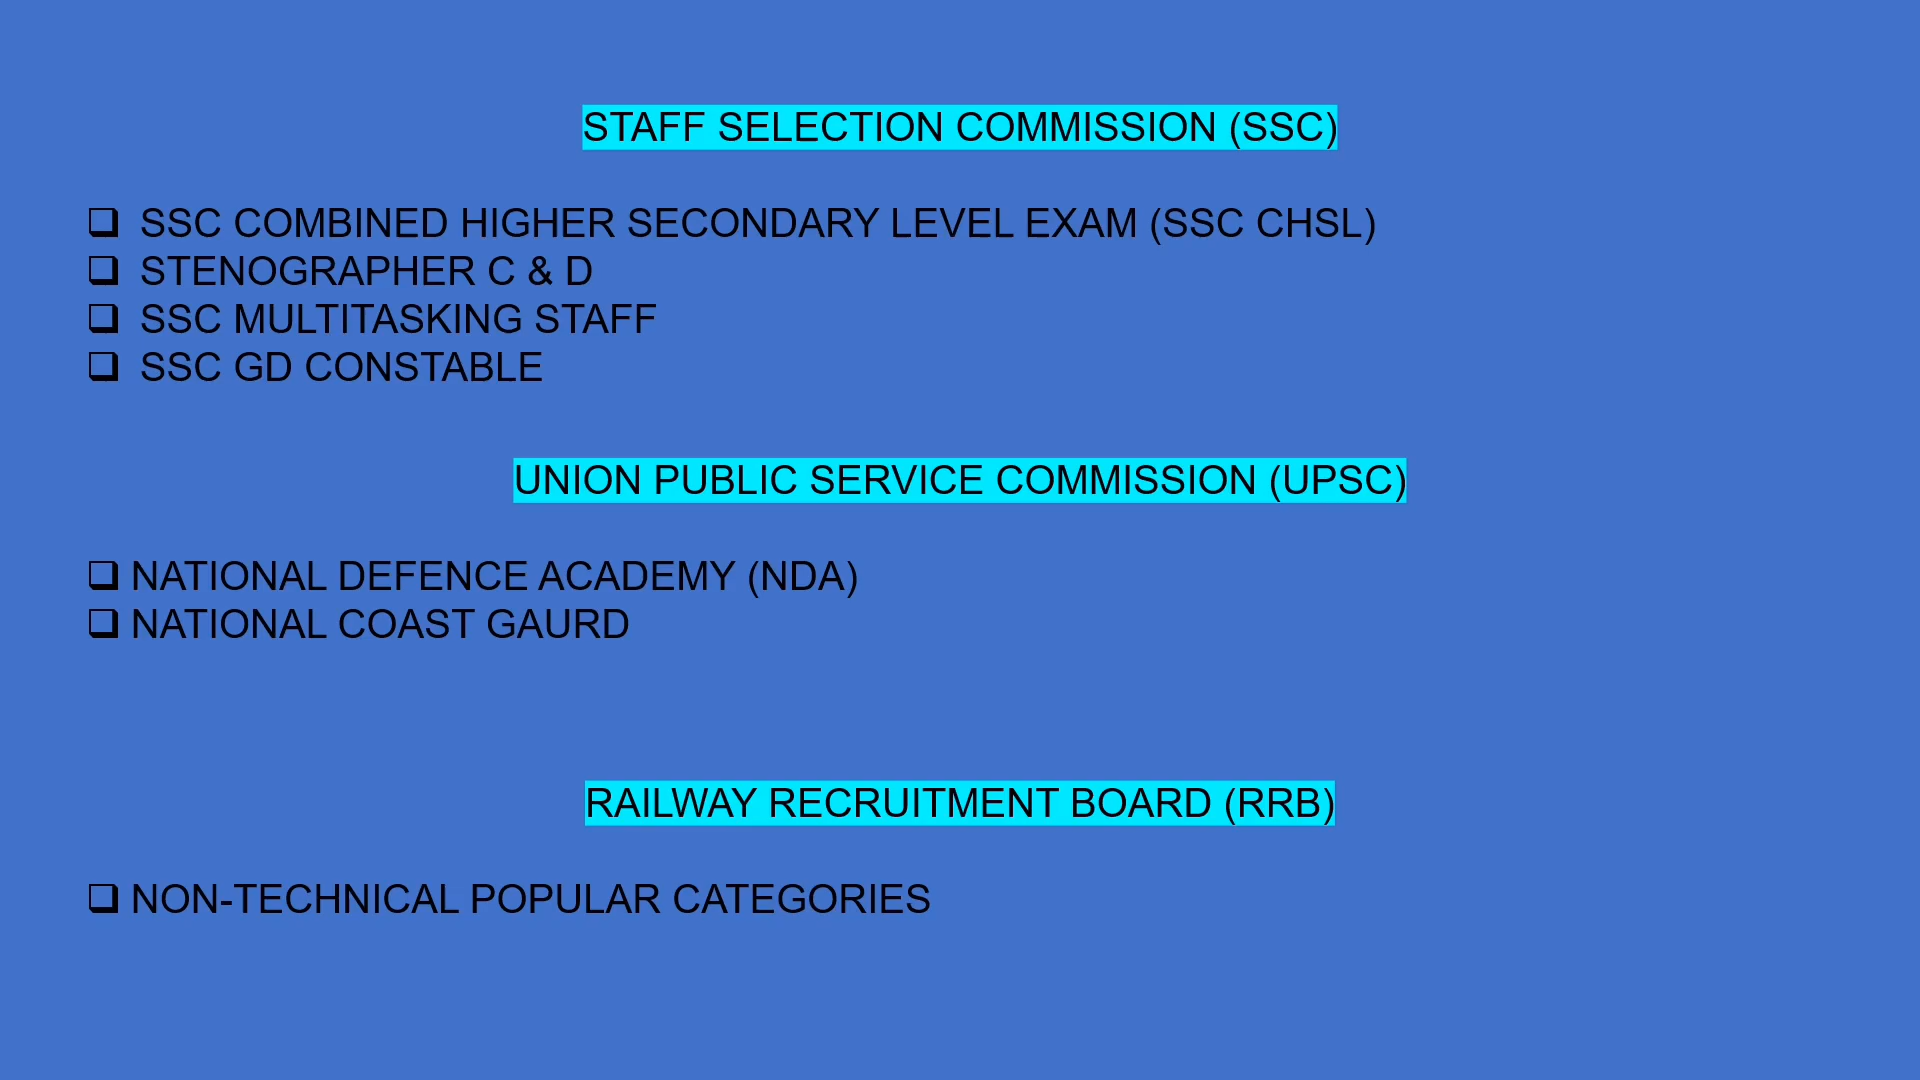 STAFF SELECTION COMMISSION (SSC)
❑ SSC COMBINED HIGHER SECONDARY LEVEL EXAM (SSC CHSL)
❑ STENOGRAPHER C & D
❑ SSC MULTITASKING STAFF
❑ SSC GD CONSTABLE
UNION PUBLIC SERVICE COMMISSION (UPSC)
❑ NATIONAL DEFENCE ACADEMY (NDA)
❑ NATIONAL COAST GAURD
RAILWAY RECRUITMENT BOARD (RRB)
❑ NON-TECHNICAL POPULAR CATEGORIES